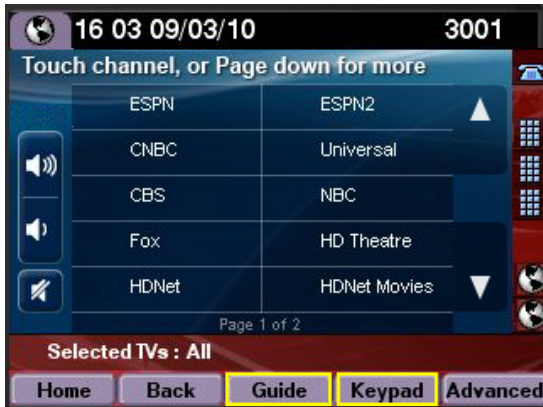 16 03 09/03/10 3001
Touch channel, or Page down for more
ESPN ESPN2
CNBC Universal
CBS NBC
Fox HD Theatre
HDNet HDNet Movies
Page 1 of 2
Selected TVs : All
Home Back Guide Keypad Advanced